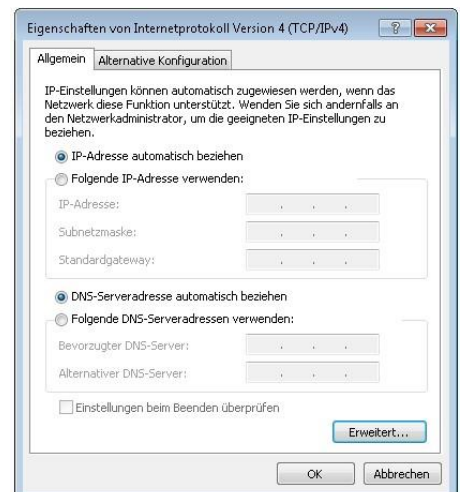 Eigenschaften von Internetprotokoll Version 4 (TCP/IPv4)
Allgemein
Alternative Konfiguration
IP-Einstellungen können automatisch zugewiesen werden, wenn das
Netzwerk diese Funktion unterstützt. Wenden Sie sich andernfalls an
den Netzwerkadministrator, um die geeigneten IP-Einstellungen zu
beziehen.
IP-Adresse automatisch beziehen
Folgende IP-Adresse verwenden:
IP-Adresse:
Subnetzmaske:
Standardgateway:
DNS-Serveradresse automatisch beziehen
Folgende DNS-Serveradressen verwenden:
Bevorzugter DNS-Server:
Alternativer DNS-Server:
Einstellungen beim Beenden überprüfen
Erweitert...
OK
Abbrechen